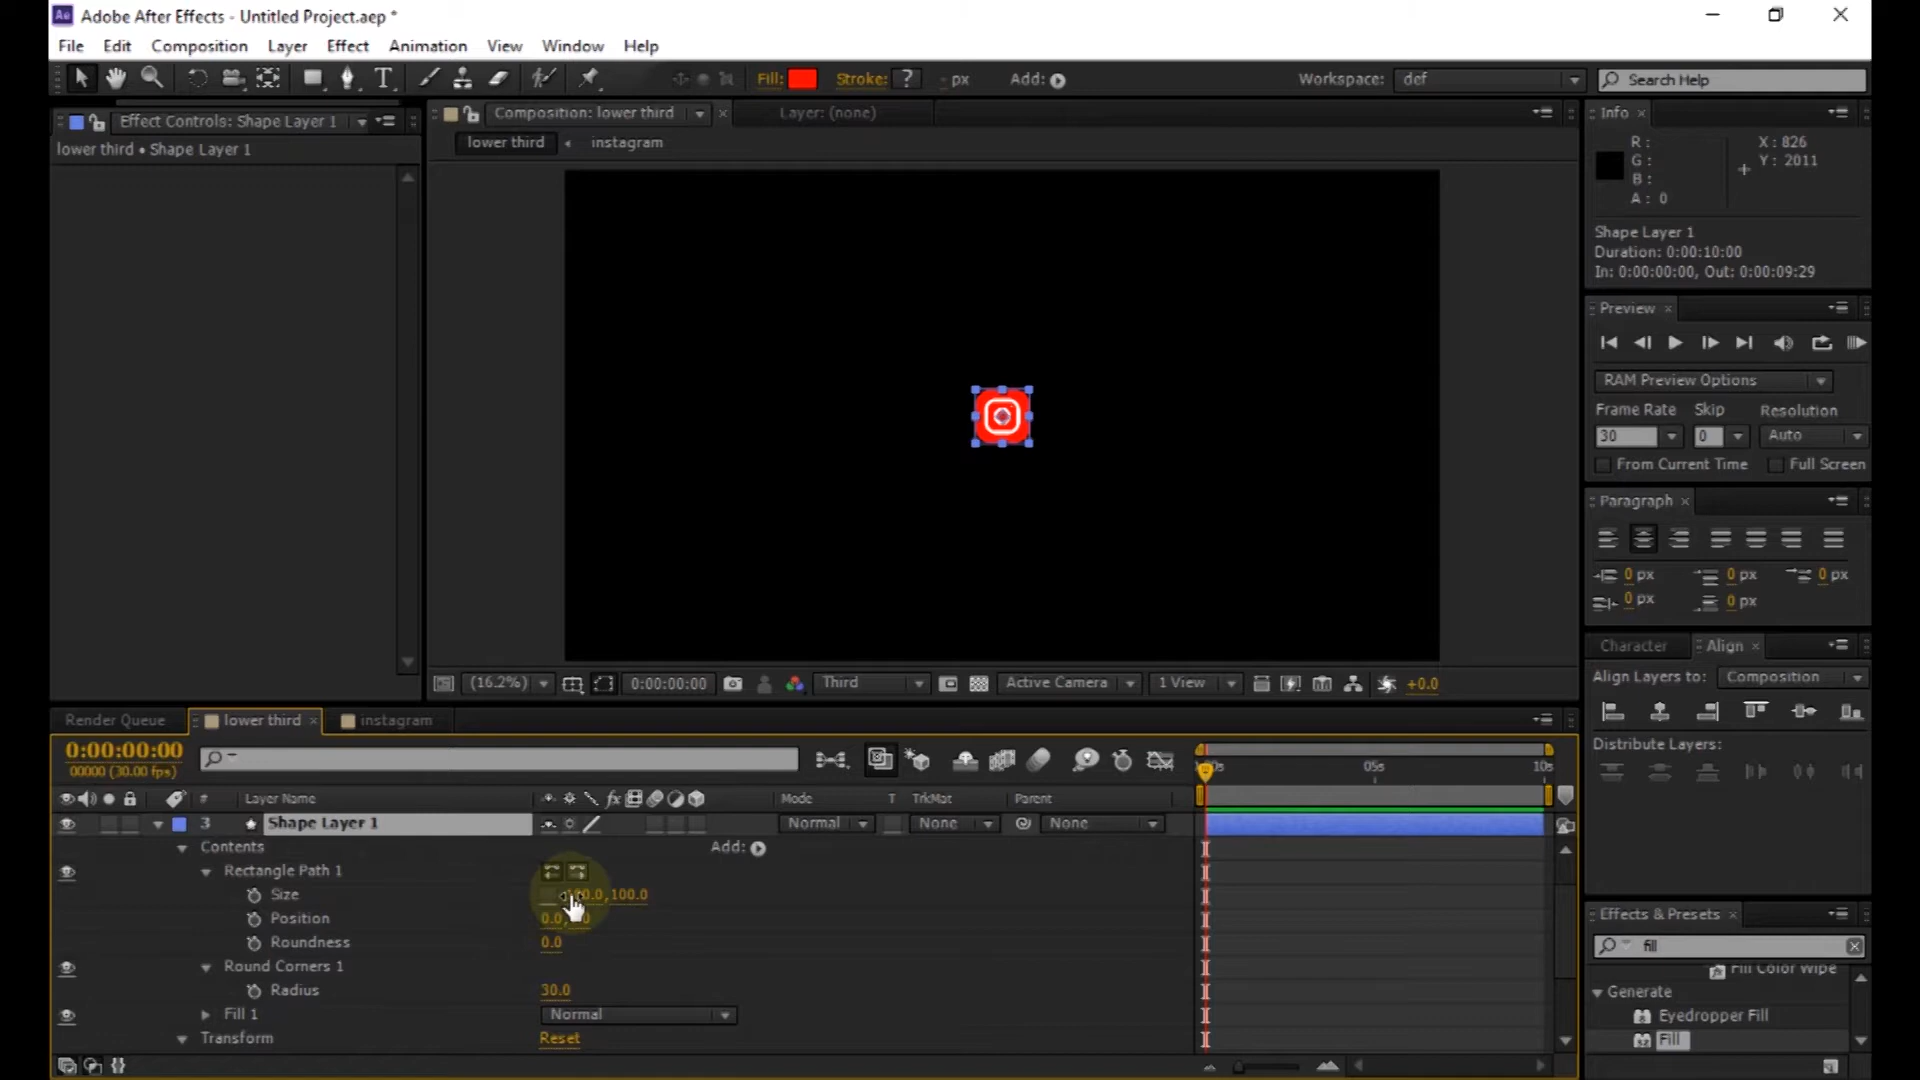 Adobe After Effects - Untitled Project.aep *
File Edit Composition Layer Effect Animation View Window Help
Fill: Stroke: ? - px Add: Workspace: def Search Help
Effect Controls: Shape Layer 1
lower third • Shape Layer 1
Composition: lower third Layer: (none)
lower third instagram
Info
R :
G :
B :
A : 0
X : 826
Y : 2011
Shape Layer 1
Duration: 0:00:10:00
In: 0:00:00:00, Out: 0:00:09:29
Preview
RAM Preview Options
Frame Rate Skip Resolution
30 0 Auto
From Current Time Full Screen
Paragraph
0 px 0 px 0 px
0 px 0 px
Character Align
Align Layers to: Composition
Distribute Layers:
(16.2%) 0:00:00:00 Third Active Camera 1 View +0.0
Render Queue lower third instagram
0:00:00:00
00000 (30.00 fps)
00s 05s 10s
# Layer Name fx Mode T TrkMat Parent
3 Shape Layer 1 Normal None None
Contents Add:
Rectangle Path 1
Size ,100.0
Position 0.0,
Roundness 0.0
Round Corners 1
Radius 30.0
Fill 1 Normal
Transform Reset
Effects & Presets
fill
Fill Color Wipe
Generate
Eyedropper Fill
Fill